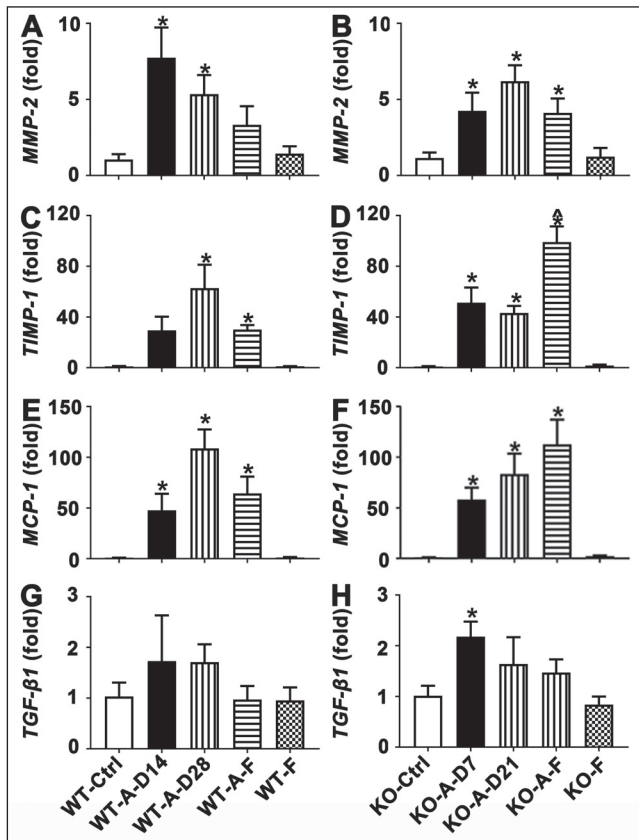 A
MMP-2 (fold)
10
5
0
*
*
B
MMP-2 (fold)
10
5
0
*
*
*
C
TIMP-1 (fold)
120
80
40
0
*
*
D
TIMP-1 (fold)
120
80
40
0
*
*
^
*
E
MCP-1 (fold)
150
100
50
0
*
*
*
F
MCP-1 (fold)
150
100
50
0
*
*
*
G
TGF-β1 (fold)
3
2
1
0
H
TGF-β1 (fold)
3
2
1
0
*
WT-Ctrl
WT-A-D14
WT-A-D28
WT-A-F
WT-F
KO-Ctrl
KO-A-D7
KO-A-D21
KO-A-F
KO-F